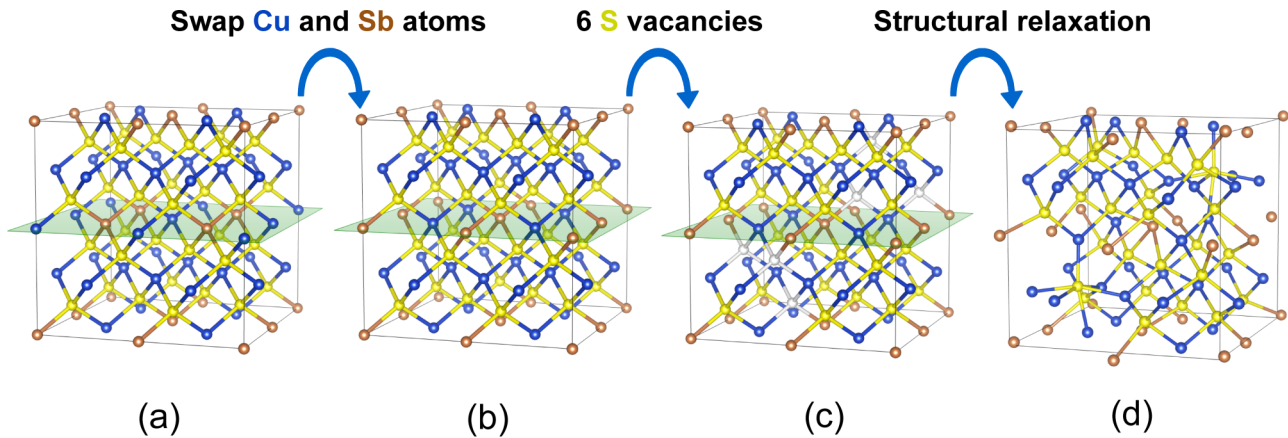 Swap Cu and Sb atoms
6 S vacancies
Structural relaxation
(a)
(b)
(c)
(d)